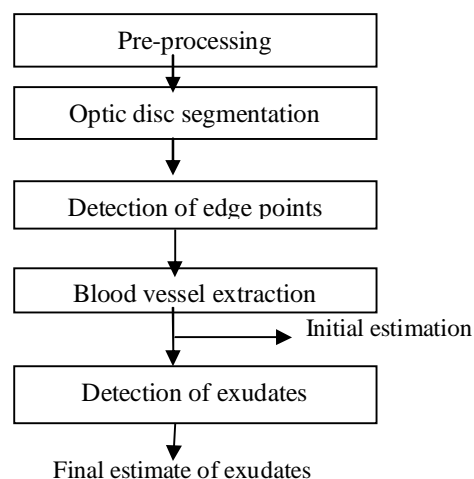 Pre-processing
Optic disc segmentation
Detection of edge points
Blood vessel extraction
Initial estimation
Detection of exudates
Final estimate of exudates